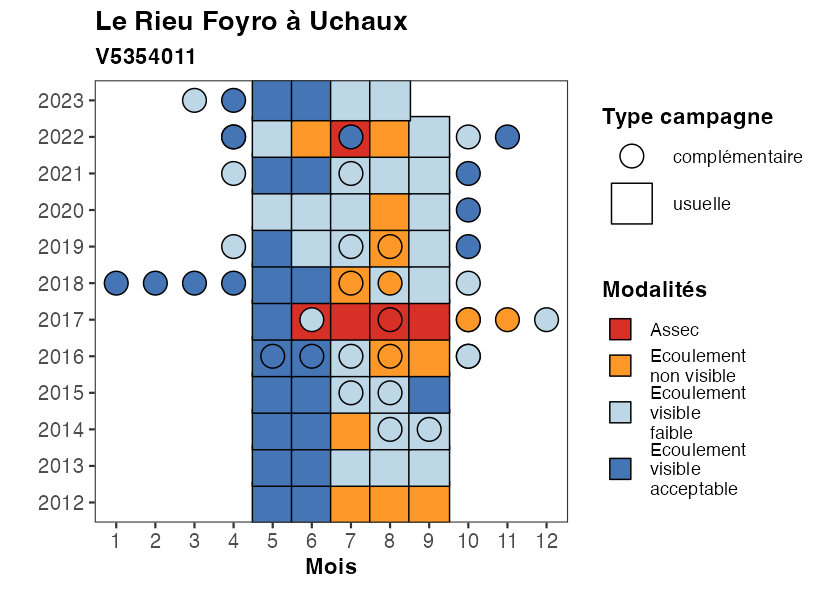 Le Rieu Foyro à Uchaux
V5354011
2023
2022
2021
2020
2019
2018
2017
2016
2015
2014
2013
2012
1 2 3 4 5 6 7 8 9 10 11 12
Mois
Type campagne
complémentaire
usuelle
Modalités
Assec
Ecoulement
non visible
Ecoulement
visible
faible
Ecoulement
visible
acceptable